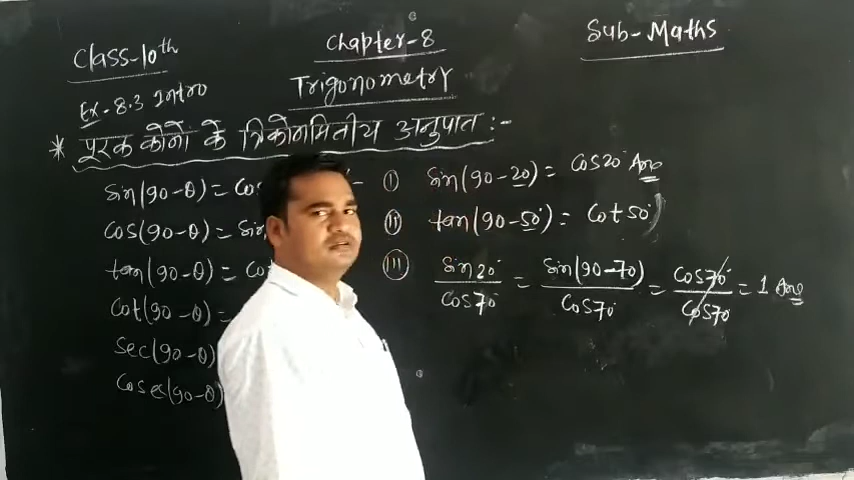 Class-10th
Chapter-8
Sub-Maths
Trigonometry
Ex-8.3 Intro
* पूरक कोणों के त्रिकोणमितीय अनुपात :-
sin(90-θ)= Cos
Cos(90-θ)= Sin
tan(90-θ)= Co
Cot(90-θ)=
Sec(90-θ)
Cosec(90-θ)
(i) Sin(90-20)= Cos20° Ans
(ii) tan(90-50°)= Cot50°
(iii) Sin20°/Cos70° = Sin(90-70)/Cos70° = Cos70°/Cos70° = 1 Ans